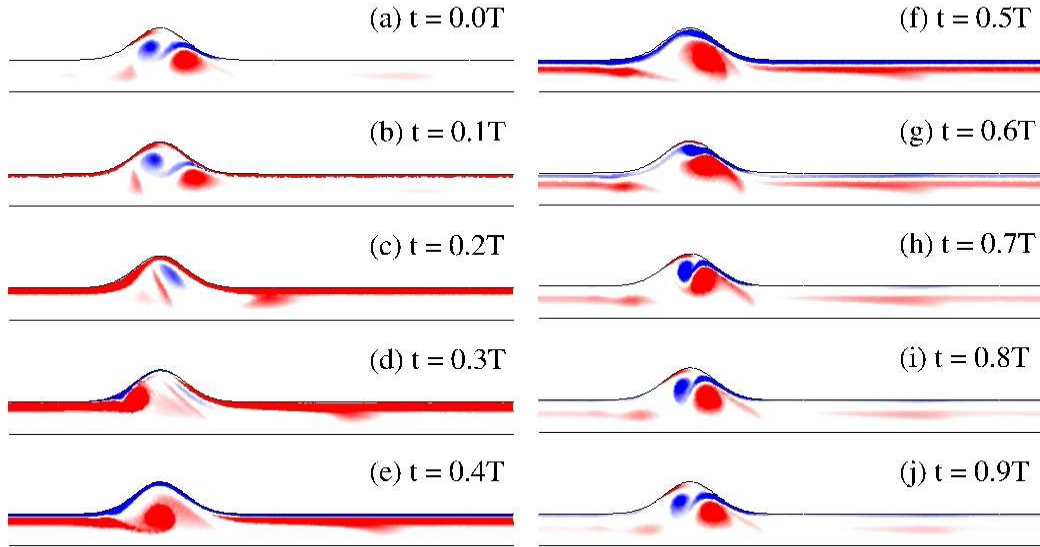 (a) t = 0.0T
(b) t = 0.1T
(c) t = 0.2T
(d) t = 0.3T
(e) t = 0.4T
(f) t = 0.5T
(g) t = 0.6T
(h) t = 0.7T
(i) t = 0.8T
(j) t = 0.9T